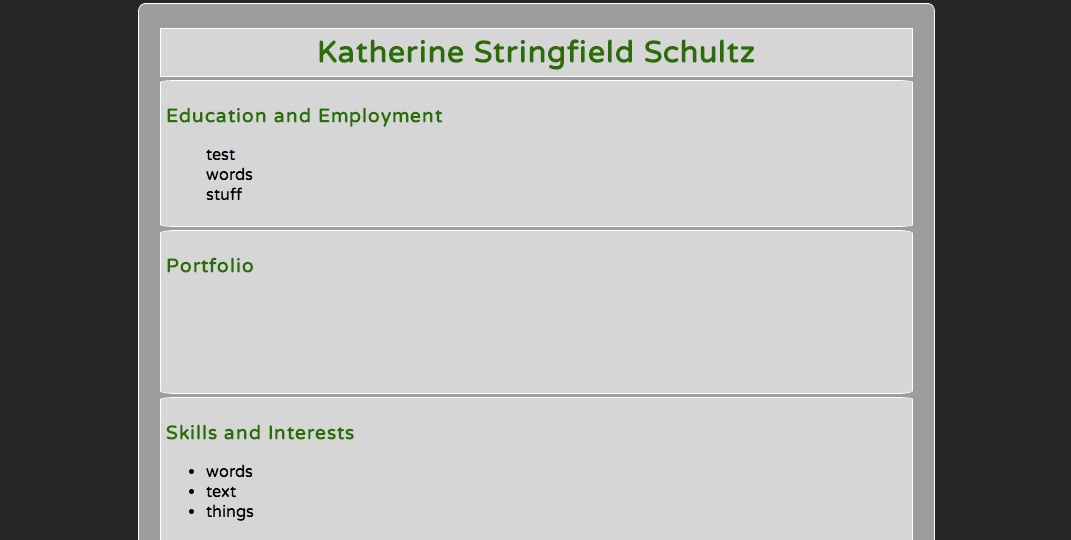 Katherine Stringfield Schultz
Education and Employment
test
words
stuff
Portfolio
Skills and Interests
• words
• text
• things